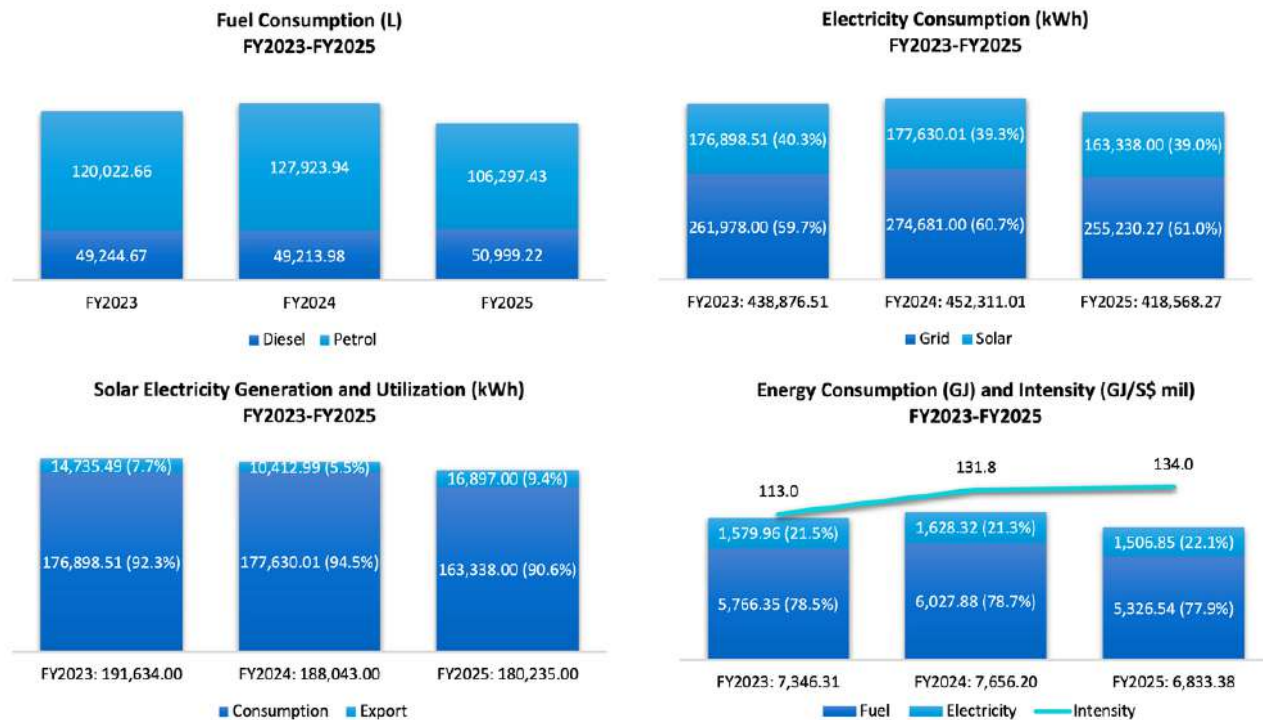 Fuel Consumption (L)
FY2023-FY2025
120,022.66
127,923.94
106,297.43
49,244.67
49,213.98
50,999.22
FY2023
FY2024
FY2025
Diesel
Petrol
Electricity Consumption (kWh)
FY2023-FY2025
176,898.51 (40.3%)
177,630.01 (39.3%)
163,338.00 (39.0%)
261,978.00 (59.7%)
274,681.00 (60.7%)
255,230.27 (61.0%)
FY2023: 438,876.51
FY2024: 452,311.01
FY2025: 418,568.27
Grid
Solar
Solar Electricity Generation and Utilization (kWh)
FY2023-FY2025
14,735.49 (7.7%)
10,412.99 (5.5%)
16,897.00 (9.4%)
176,898.51 (92.3%)
177,630.01 (94.5%)
163,338.00 (90.6%)
FY2023: 191,634.00
FY2024: 188,043.00
FY2025: 180,235.00
Consumption
Export
Energy Consumption (GJ) and Intensity (GJ/S$ mil)
FY2023-FY2025
113.0
131.8
134.0
1,579.96 (21.5%)
1,628.32 (21.3%)
1,506.85 (22.1%)
5,766.35 (78.5%)
6,027.88 (78.7%)
5,326.54 (77.9%)
FY2023: 7,346.31
FY2024: 7,656.20
FY2025: 6,833.38
Fuel
Electricity
Intensity